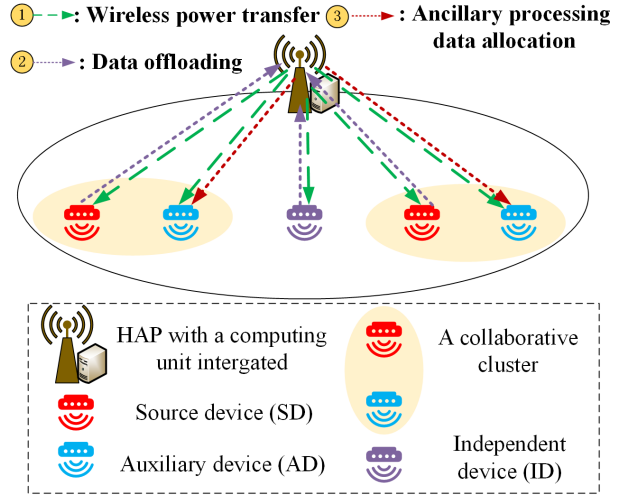 1 : Wireless power transfer 3 : Ancillary processing
data allocation
2 : Data offloading
HAP with a computing
unit intergated
A collaborative
cluster
Source device (SD)
Auxiliary device (AD)
Independent
device (ID)